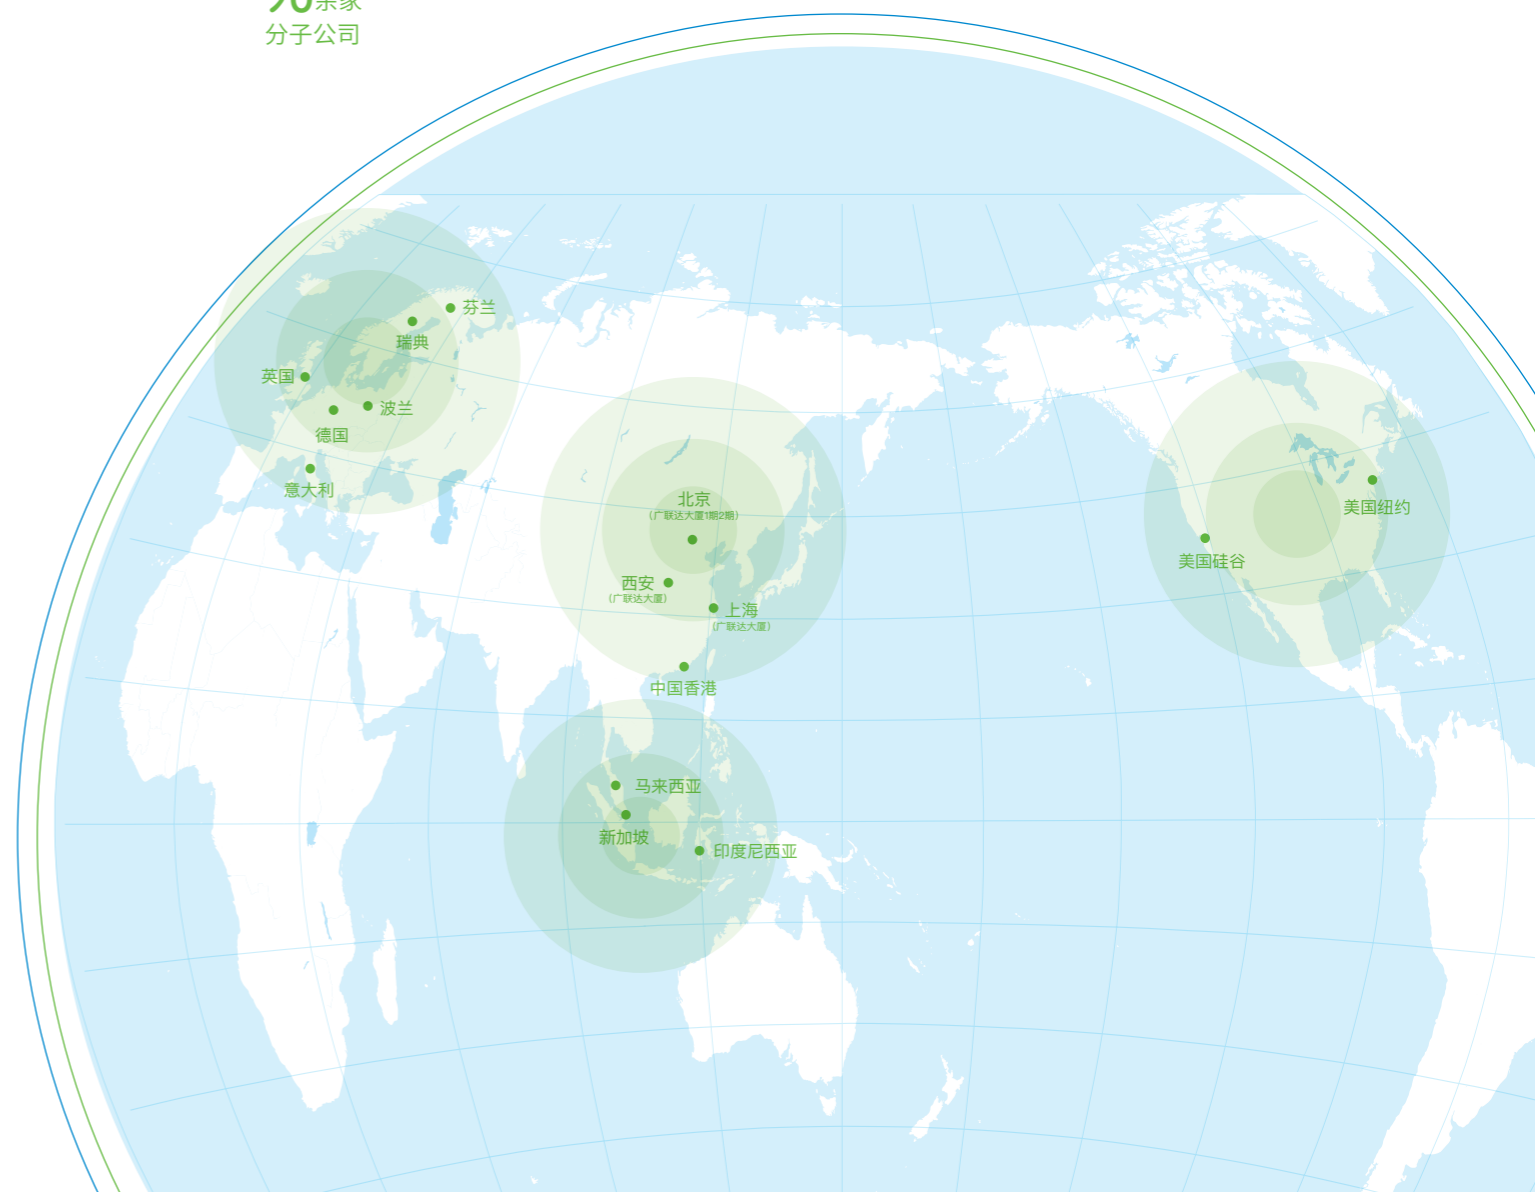 余家
分子公司
芬兰
瑞典
英国
波兰
德国
意大利
北京
(广联达大厦1期2期)
西安
(广联达大厦)
上海
(广联达大厦)
中国香港
美国纽约
美国硅谷
马来西亚
新加坡
印度尼西亚